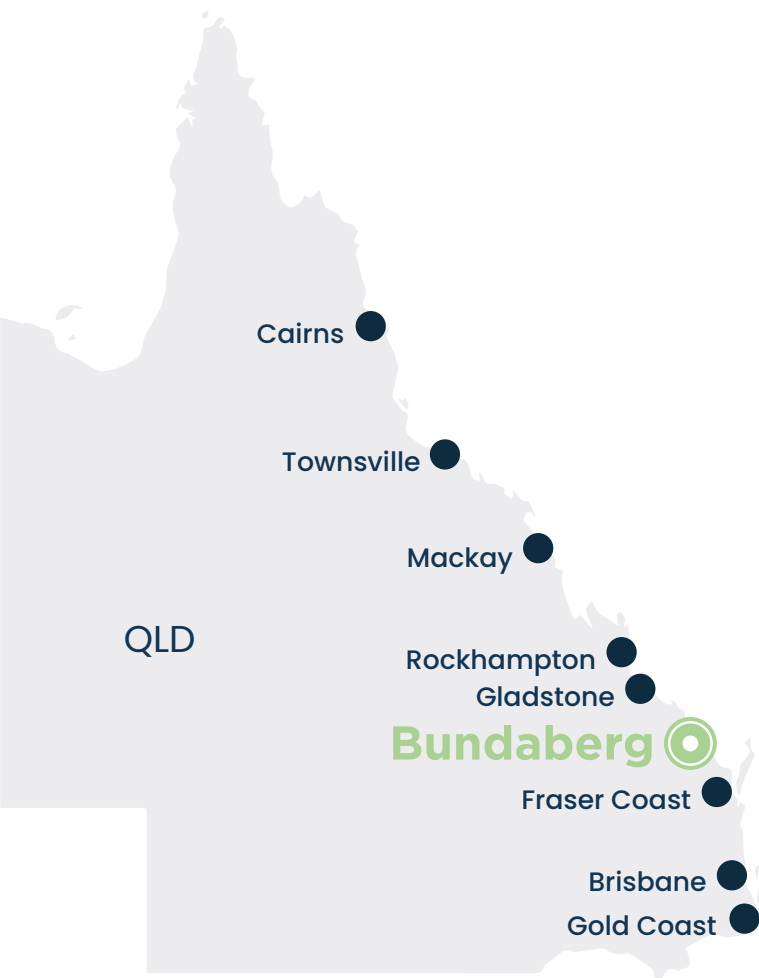 Cairns
Townsville
Mackay
QLD
Rockhampton
Gladstone
Bundaberg
Fraser Coast
Brisbane
Gold Coast